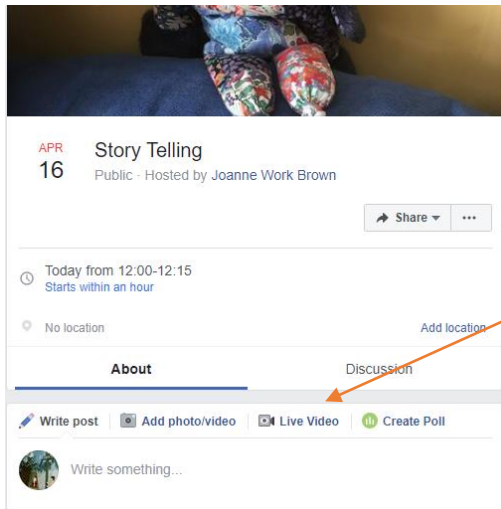 APR
16
Story Telling
Public · Hosted by Joanne Work Brown
Share
...
Today from 12:00-12:15
Starts within an hour
No location Add location
About Discussion
Write post Add photo/video Live Video Create Poll
Write something...